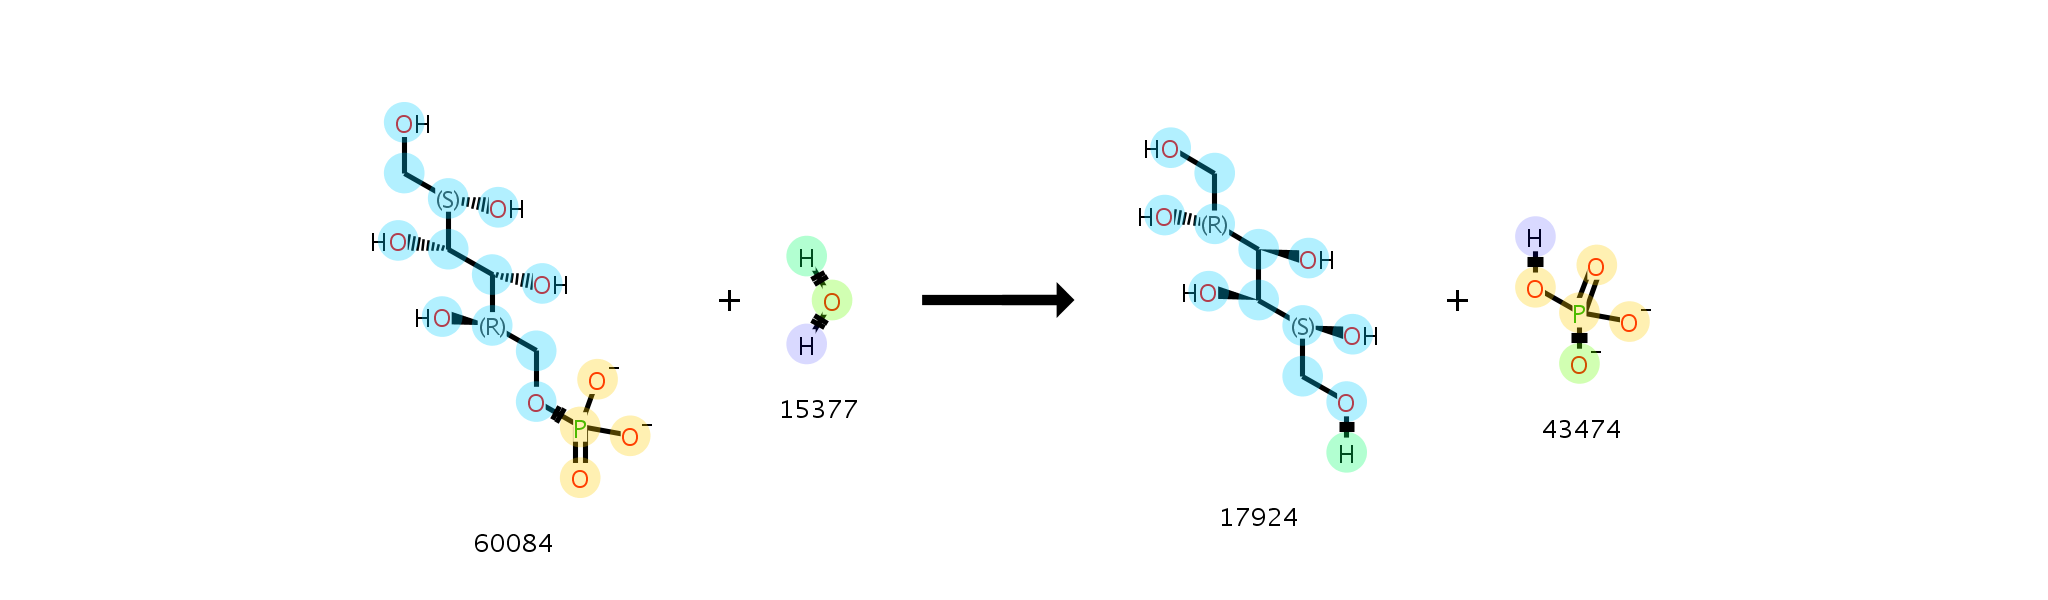 OH
(S)
OH
HO
OH
HO
(R)
O
O⁻
P
O⁻
O
60084
+
H
O
H
15377
HO
HO
(R)
OH
HO
(S)
OH
O
H
17924
+
H
O
O
P
O⁻
O⁻
43474